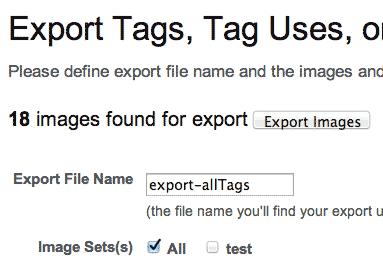 Export Tags, Tag Uses, o
Please define export file name and the images and
18 images found for export Export Images
Export File Name export-allTags
(the file name you'll find your export u
Image Sets(s) All test